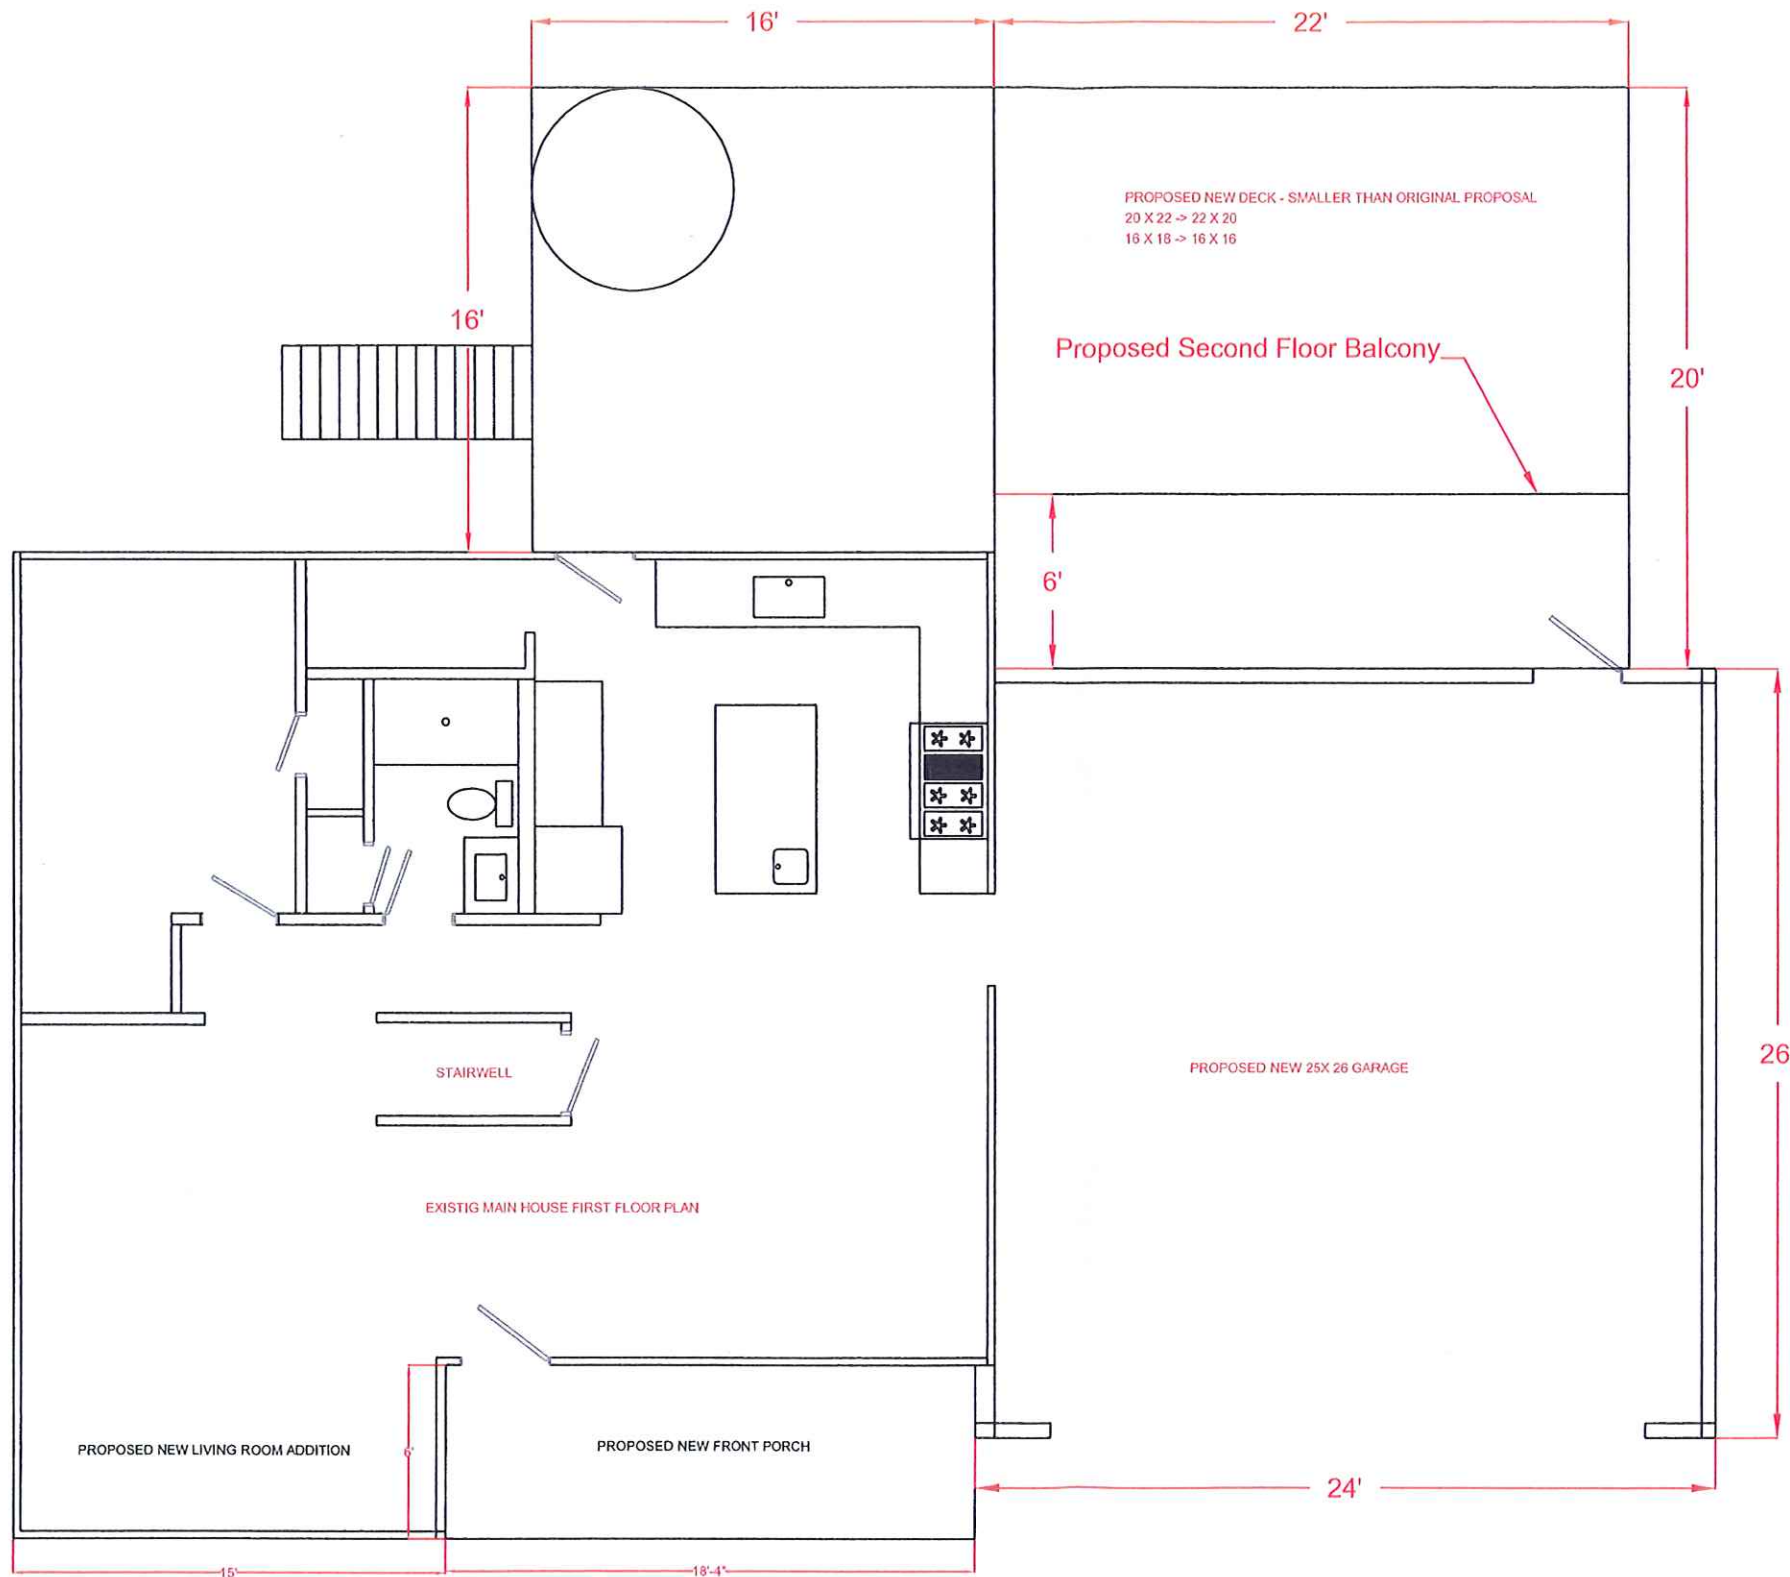 16'
22'
PROPOSED NEW DECK - SMALLER THAN ORIGINAL PROPOSAL
20 X 22 -> 22 X 20
16 X 18 -> 16 X 16
16'
Proposed Second Floor Balcony
20'
6'
STAIRWELL
PROPOSED NEW 25X 26 GARAGE
26
EXISTIG MAIN HOUSE FIRST FLOOR PLAN
PROPOSED NEW LIVING ROOM ADDITION
6'
PROPOSED NEW FRONT PORCH
24'
15'
18'-4"